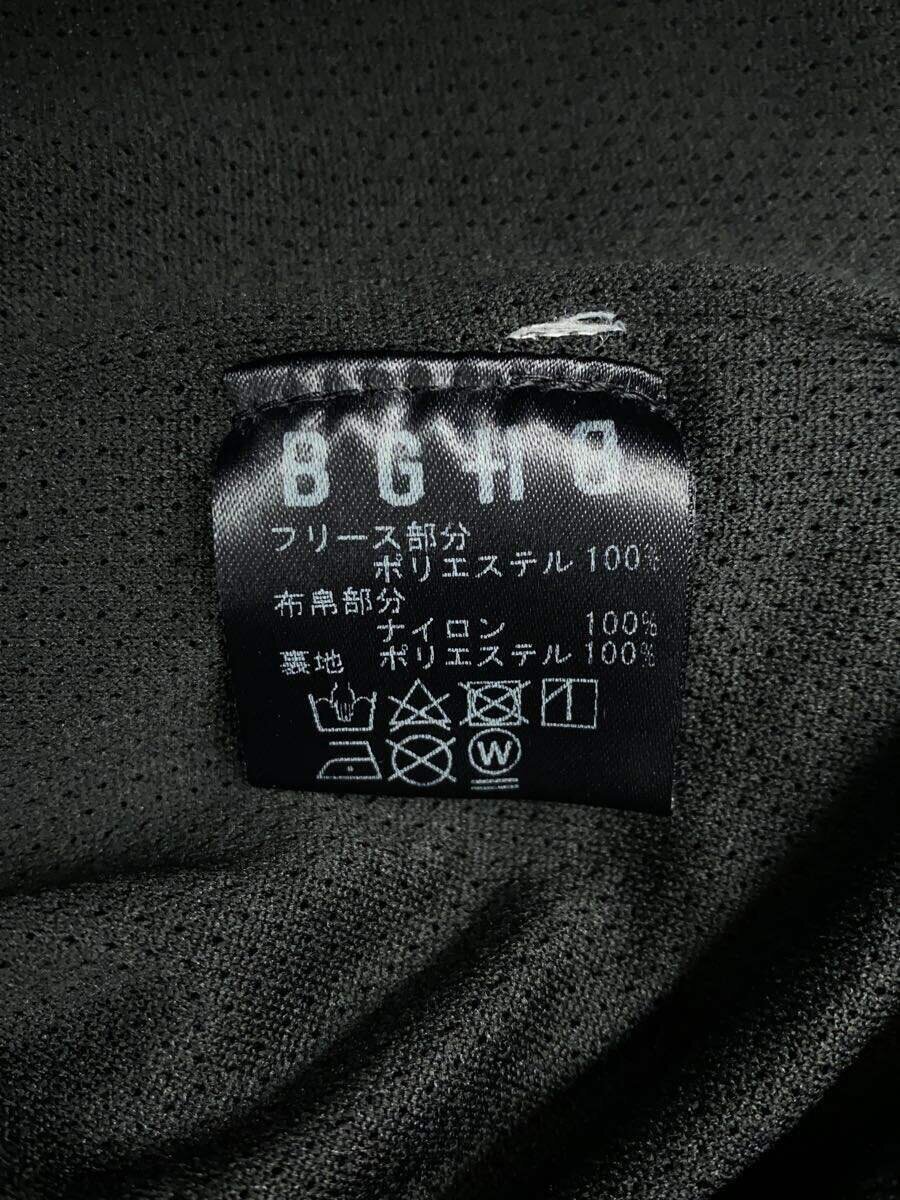 BGHB
フリース部分
ポリエステル 100%
布帛部分
ナイロン 100%
裏地 ポリエステル 100%
W